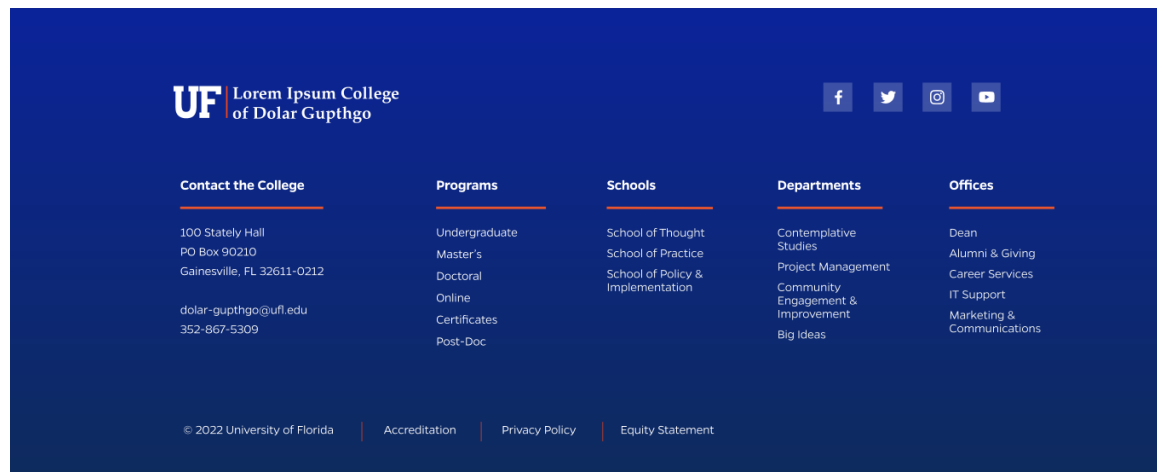 UF
Lorem Ipsum College
of Dolar Gupthgo
Contact the College
100 Stately Hall
PO Box 90210
Gainesville, FL 32611-0212
dolar-gupthgo@ufl.edu
352-867-5309
Programs
Undergraduate
Master's
Doctoral
Online
Certificates
Post-Doc
Schools
School of Thought
School of Practice
School of Policy &
Implementation
Departments
Contemplative
Studies
Project Management
Community
Engagement &
Improvement
Big Ideas
Offices
Dean
Alumni & Giving
Career Services
IT Support
Marketing &
Communications
© 2022 University of Florida
Accreditation
Privacy Policy
Equity Statement